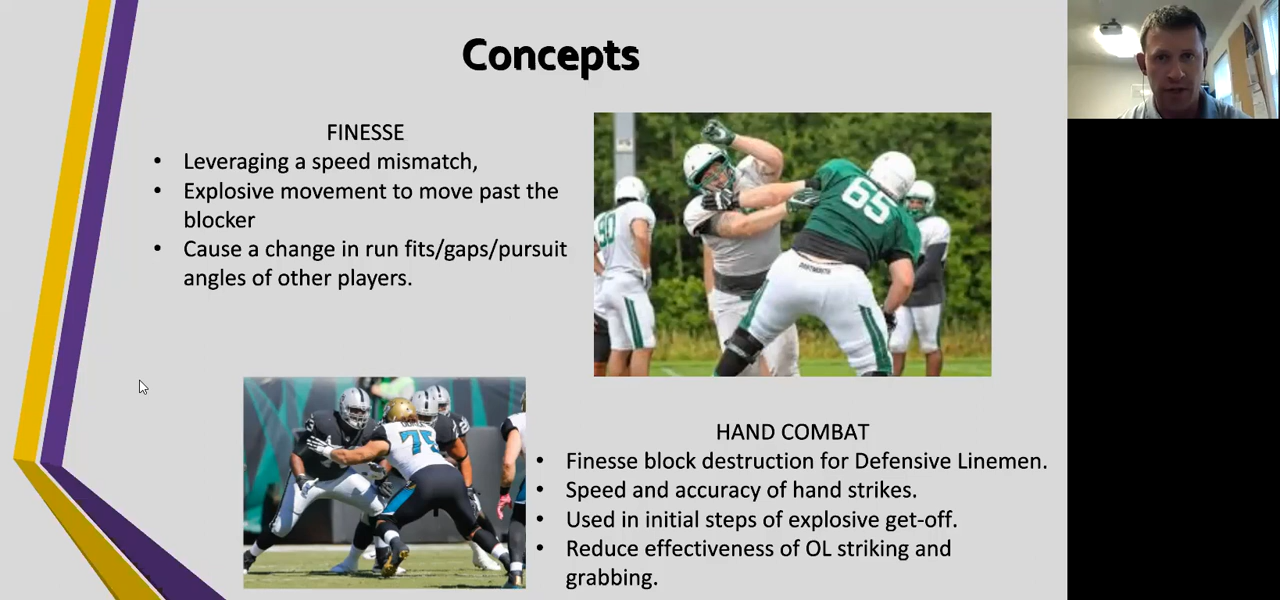 Concepts
FINESSE
• Leveraging a speed mismatch,
• Explosive movement to move past the
blocker
• Cause a change in run fits/gaps/pursuit
angles of other players.
90
65
DARTMOUTH
75
HAND COMBAT
• Finesse block destruction for Defensive Linemen.
• Speed and accuracy of hand strikes.
• Used in initial steps of explosive get-off.
• Reduce effectiveness of OL striking and
grabbing.